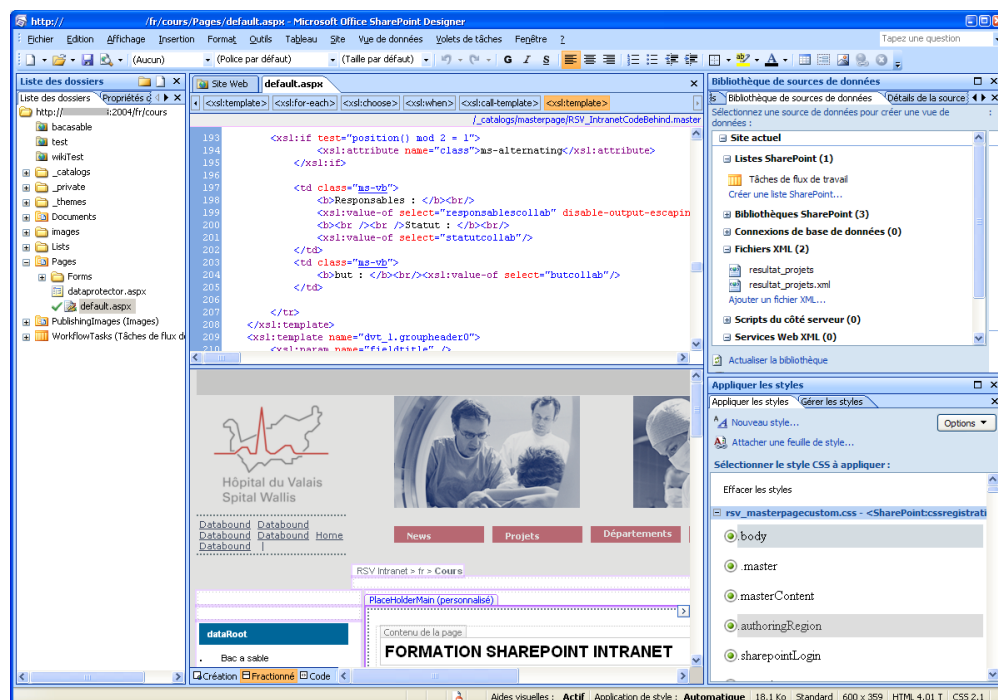 http://            /fr/cours/Pages/default.aspx - Microsoft Office SharePoint Designer
Fichier Edition Affichage Insertion Format Outils Tableau Site Vue de données Volets de tâches Fenêtre ?
Tapez une question
(Aucun) (Police par défaut) (Taille par défaut) G I S
Liste des dossiers
Liste des dossiers Propriétés d
http://            :2004/fr/cours
bacasable
test
wikiTest
_catalogs
_private
_themes
Documents
images
Lists
Pages
Forms
dataprotector.aspx
default.aspx
PublishingImages (Images)
WorkflowTasks (Tâches de flux d
Site Web default.aspx
<xsl:template> <xsl:for-each> <xsl:choose> <xsl:when> <xsl:call-template> <xsl:template>
/_catalogs/masterpage/RSV_IntranetCodeBehind.master
193 <xsl:if test="position() mod 2 = 1">
194 <xsl:attribute name="class">ms-alternating</xsl:attribute>
195 </xsl:if>
196
197 <td class="ms-vb">
198 <b>Responsables : </b><br/>
199 <xsl:value-of select="responsablescollab" disable-output-escapin
200 <b><br /><br />Statut : </b><br/>
201 <xsl:value-of select="statutcollab"/>
202 </td>
203 <td class="ms-vb">
204 <b>but : </b><br/><xsl:value-of select="butcollab"/>
205 </td>
206
207 </tr>
208 </xsl:template>
209 <xsl:template name="dvt_1.groupheader0">
210 <xsl:param name="fieldtitle" />
Hôpital du Valais
Spital Wallis
Databound Databound
Databound Databound Home
Databound |
News Projets Départements
RSV Intranet > fr > Cours
PlaceHolderMain (personnalisé)
dataRoot
Bac a sable
Contenu de la page
FORMATION SHAREPOINT INTRANET
Création Fractionné Code
Bibliothèque de sources de données
Bibliothèque de sources de données Détails de la source
Sélectionnez une source de données pour créer une vue de
données :
Site actuel
Listes SharePoint (1)
Tâches de flux de travail
Créer une liste SharePoint...
Bibliothèques SharePoint (3)
Connexions de base de données (0)
Fichiers XML (2)
resultat_projets
resultat_projets.xml
Ajouter un fichier XML...
Scripts du côté serveur (0)
Services Web XML (0)
Actualiser la bibliothèque
Appliquer les styles
Appliquer les styles Gérer les styles
Nouveau style... Options
Attacher une feuille de style...
Sélectionner le style CSS à appliquer :
Effacer les styles
rsv_masterpagecustom.css - <SharePoint:cssregistrati
.body
.master
.masterContent
.authoringRegion
.sharepointLogin
Aides visuelles : Actif Application de style : Automatique 18,1 Ko Standard 600 x 359 HTML 4.01 T CSS 2.1